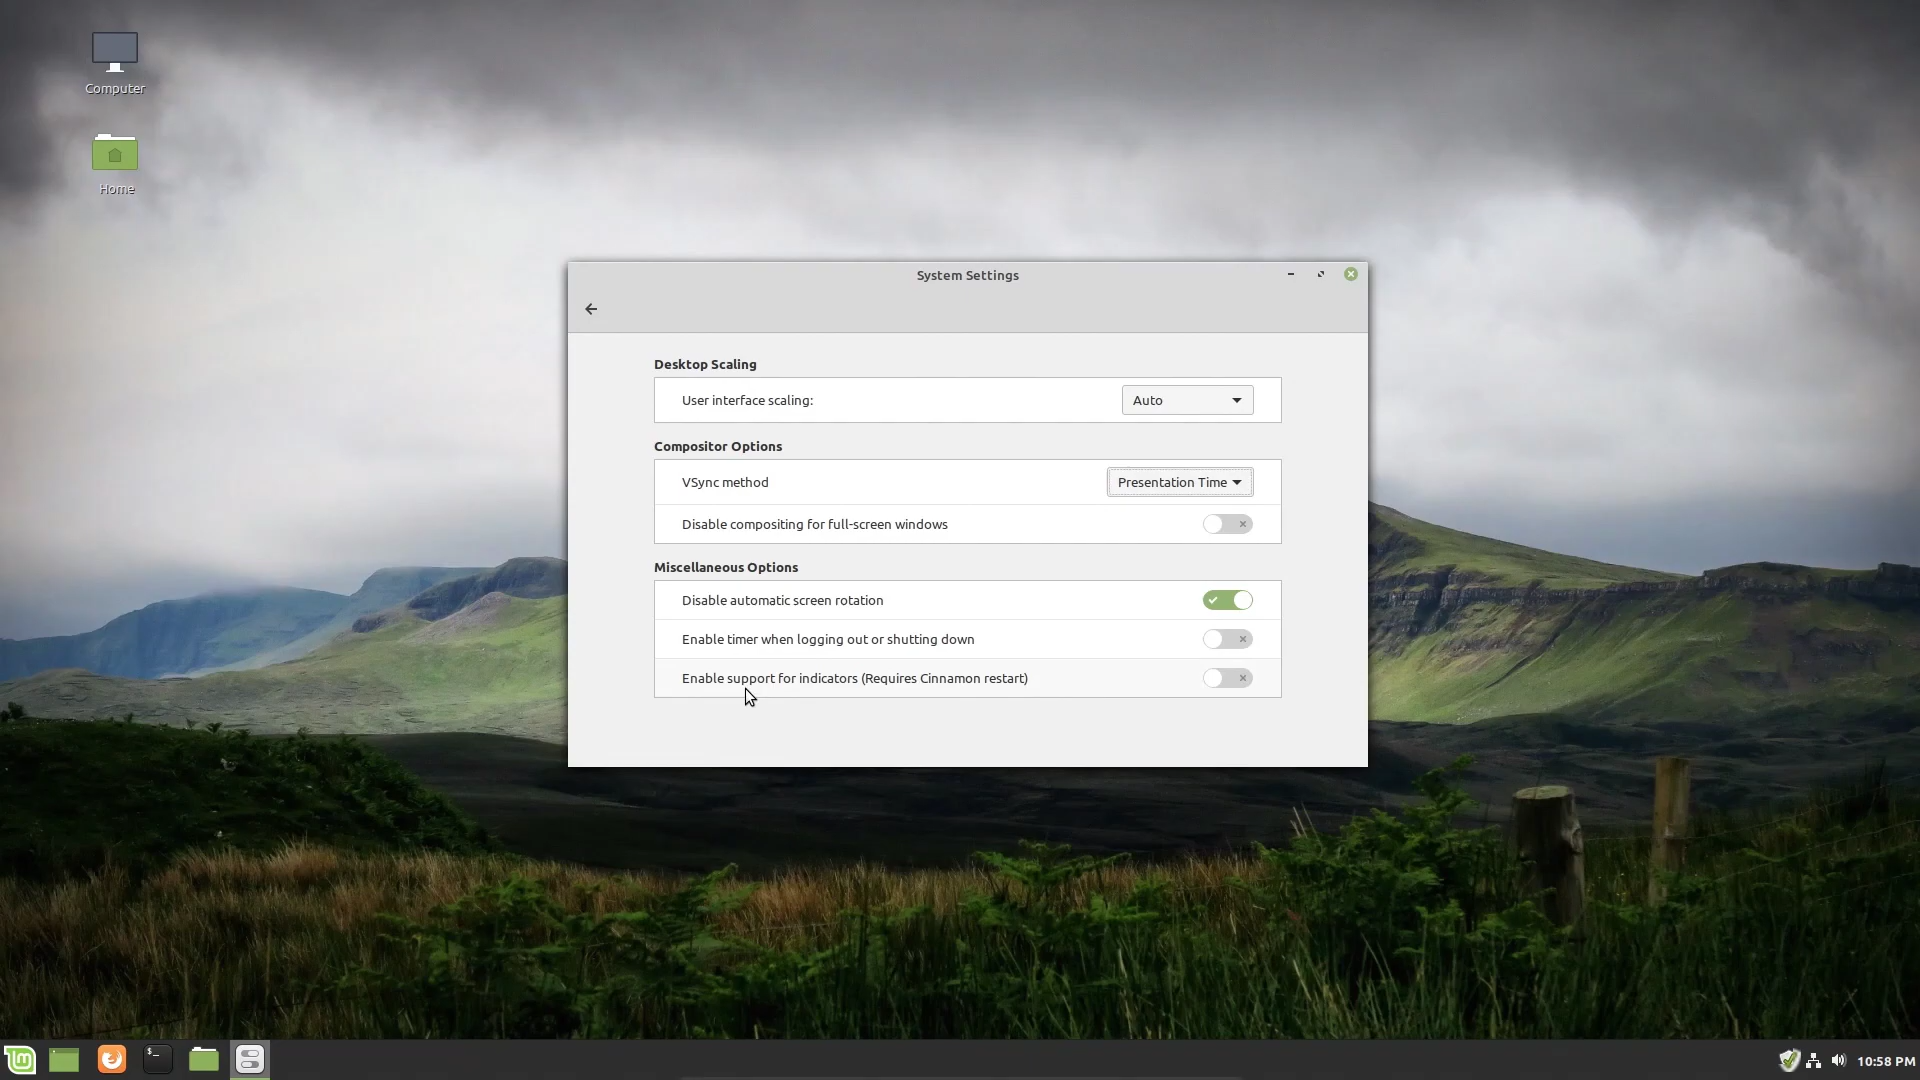 Computer
Home
System Settings
Desktop Scaling
User interface scaling:
Auto
Compositor Options
VSync method
Presentation Time
Disable compositing for full-screen windows
Miscellaneous Options
Disable automatic screen rotation
Enable timer when logging out or shutting down
Enable support for indicators (Requires Cinnamon restart)
10:58 PM